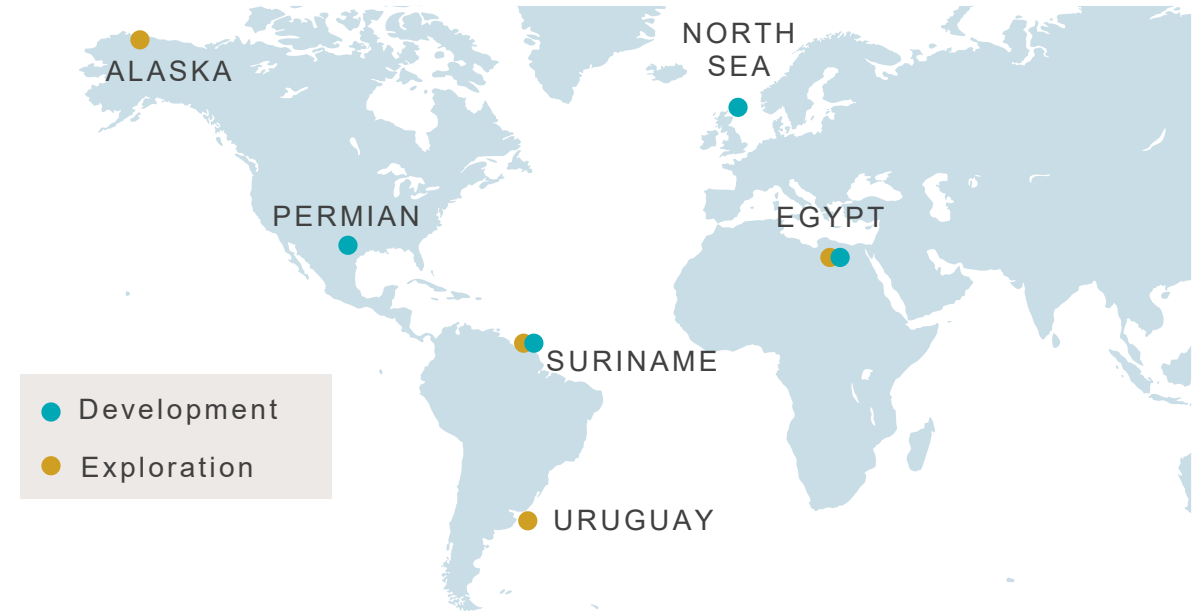 NORTH
SEA
ALASKA
PERMIAN
EGYPT
SURINAME
Development
Exploration
URUGUAY